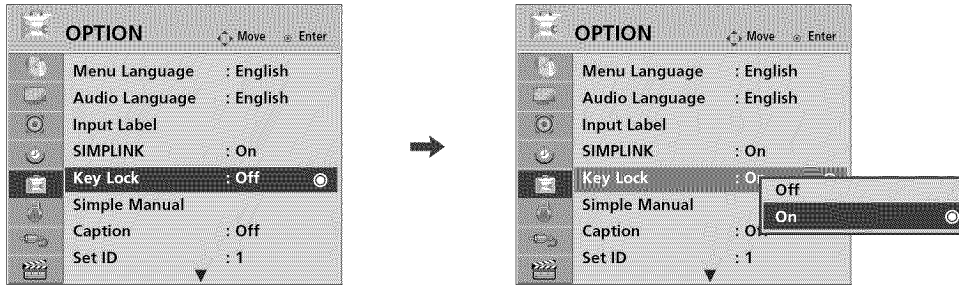 OPTION Move Enter
Menu Language : English
Audio Language : English
Input Label
SIMPLINK : On
Key Lock : Off
Simple Manual
Caption : Off
Set ID : 1
OPTION Move Enter
Menu Language : English
Audio Language : English
Input Label
SIMPLINK : On
Key Lock
Simple Manual
Caption
Set ID : 1
Off
On